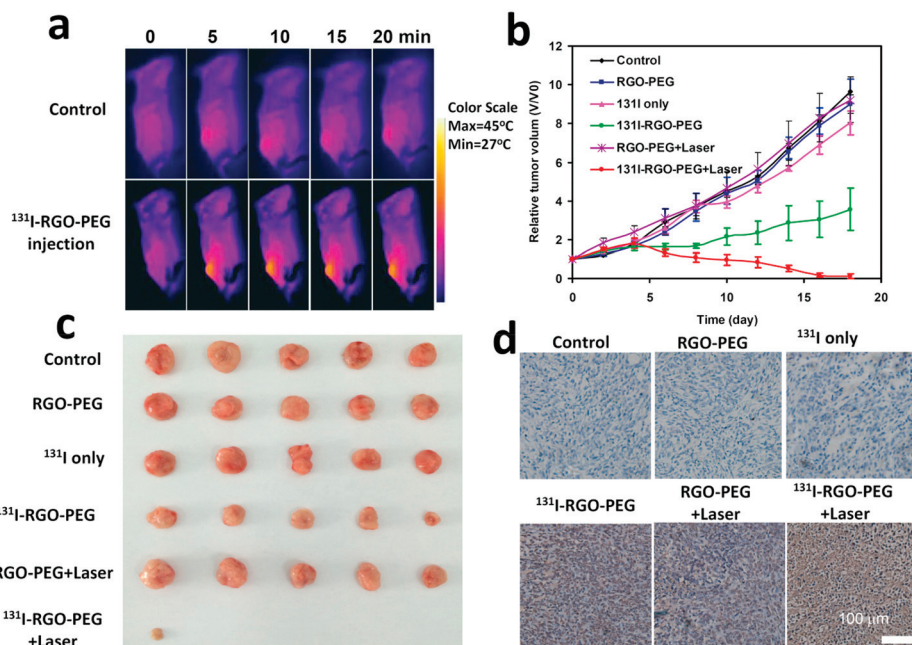 a
0 5 10 15 20 min
Control
Color Scale
Max=45°C
Min=27°C
¹³¹I-RGO-PEG
injection
b
Relative tumor volum (V/V0)
12
10
8
6
4
2
0
Control
RGO-PEG
131I only
131I-RGO-PEG
RGO-PEG+Laser
131I-RGO-PEG+Laser
0 5 10 15 20
Time (day)
c
Control
RGO-PEG
¹³¹I only
¹³¹I-RGO-PEG
RGO-PEG+Laser
¹³¹I-RGO-PEG
+Laser
d
Control RGO-PEG ¹³¹I only
¹³¹I-RGO-PEG RGO-PEG +Laser ¹³¹I-RGO-PEG +Laser
100 µm